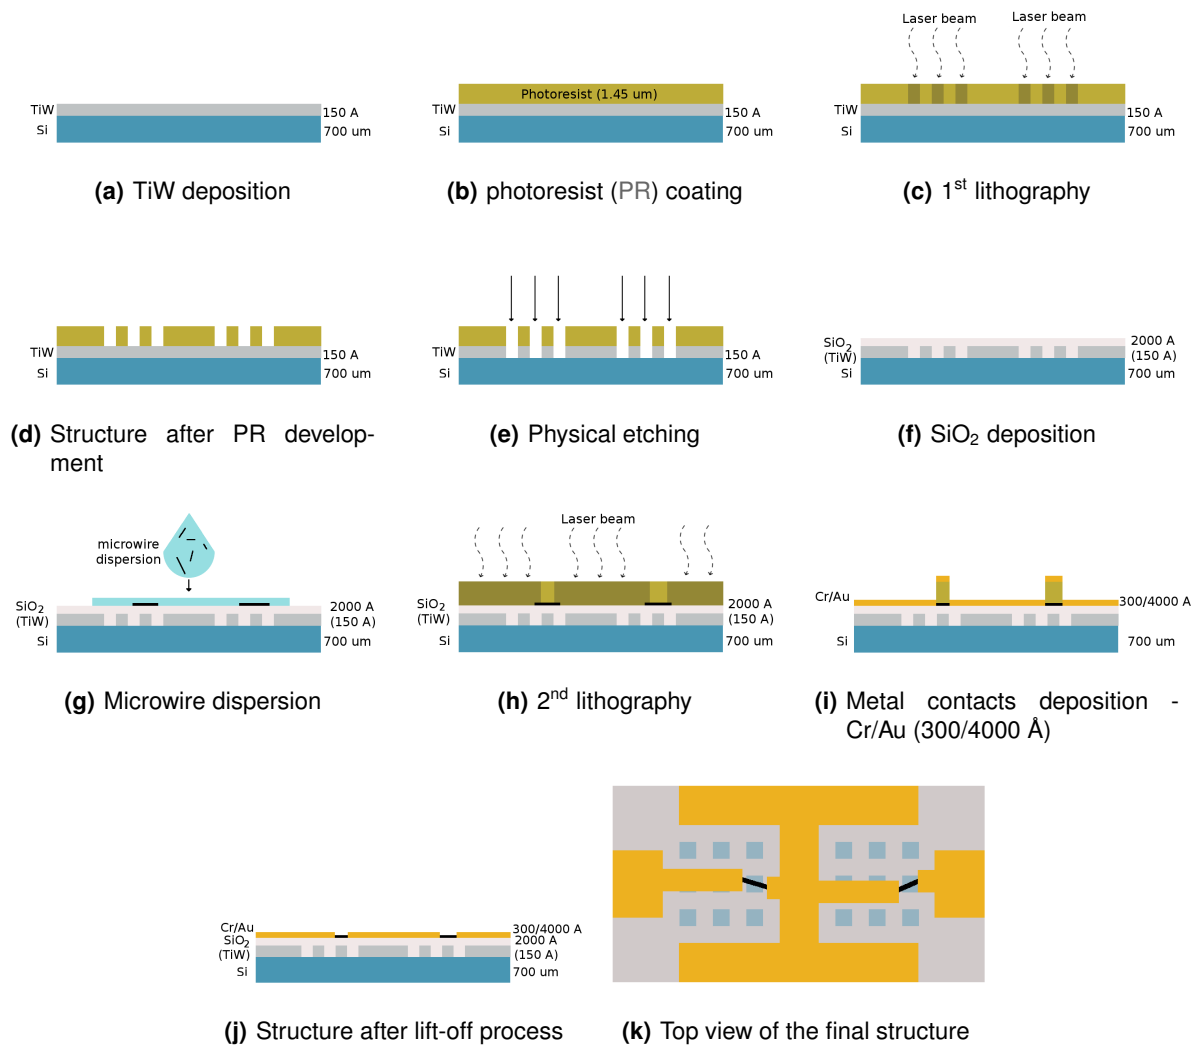 Laser beam
Laser beam
TiW
Si
150 A
700 um
Photoresist (1.45 um)
TiW
Si
150 A
700 um
TiW
Si
150 A
700 um
(a) TiW deposition
(b) photoresist (PR) coating
(c) 1st lithography
TiW
Si
150 A
700 um
TiW
Si
150 A
700 um
SiO2
(TiW)
Si
2000 A
(150 A)
700 um
(d) Structure after PR develop-
ment
(e) Physical etching
(f) SiO2 deposition
microwire
dispersion
SiO2
(TiW)
Si
2000 A
(150 A)
700 um
Laser beam
SiO2
(TiW)
Si
2000 A
(150 A)
700 um
Cr/Au
Si
300/4000 A
700 um
(g) Microwire dispersion
(h) 2nd lithography
(i) Metal contacts deposition -
Cr/Au (300/4000 Å)
Cr/Au
SiO2
(TiW)
Si
300/4000 A
2000 A
(150 A)
700 um
(j) Structure after lift-off process
(k) Top view of the final structure